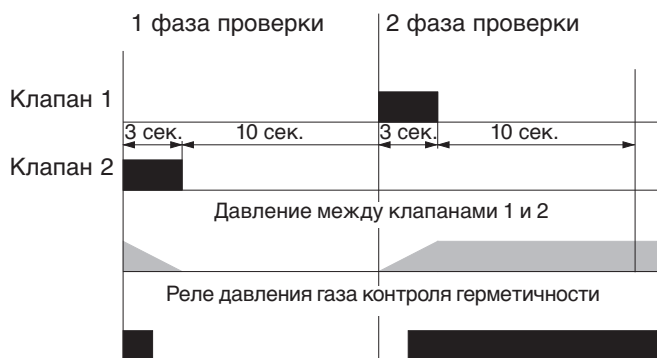 1 фаза проверки
2 фаза проверки
Клапан 1
3 сек.
10 сек.
3 сек.
10 сек.
Клапан 2
Давление между клапанами 1 и 2
Реле давления газа контроля герметичности